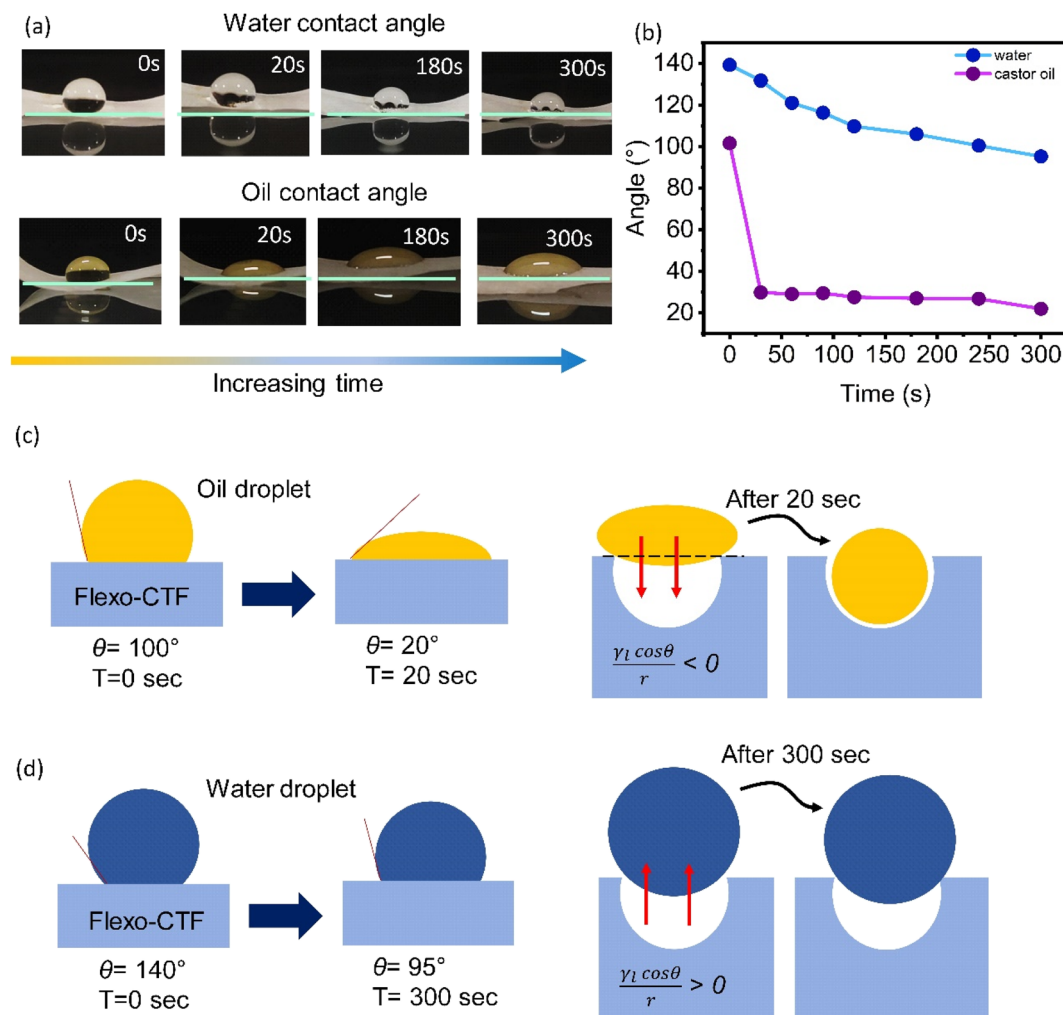 (a)
Water contact angle
0s
20s
180s
300s
Oil contact angle
0s
20s
180s
300s
Increasing time
(b)
water
castor oil
Angle (°)
140
120
100
80
60
40
20
0 50 100 150 200 250 300
Time (s)
(c)
Oil droplet
Flexo-CTF
θ= 100°
T=0 sec
θ= 20°
T= 20 sec
After 20 sec
γ_l cosθ / r < 0
(d)
Water droplet
Flexo-CTF
θ= 140°
T=0 sec
θ= 95°
T= 300 sec
After 300 sec
γ_l cosθ / r > 0